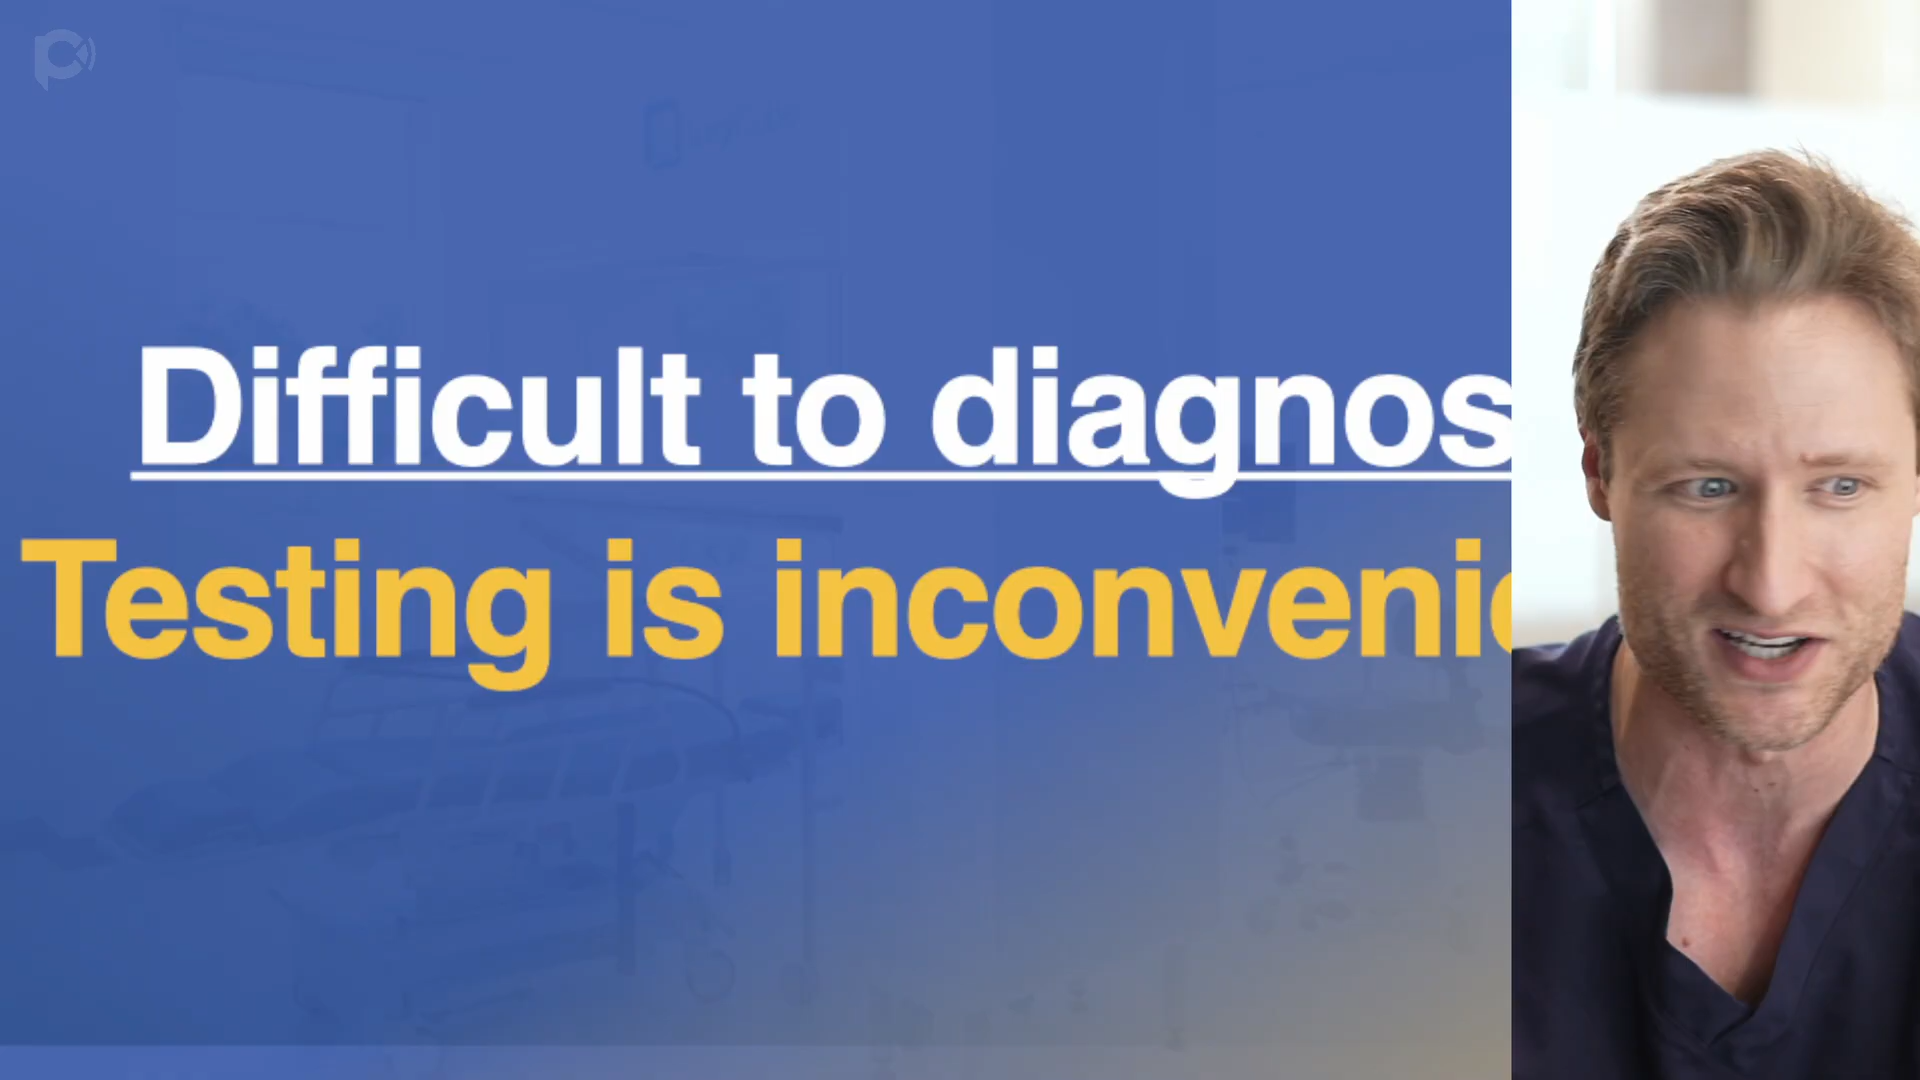 Difficult to diagnos
Testing is inconveni